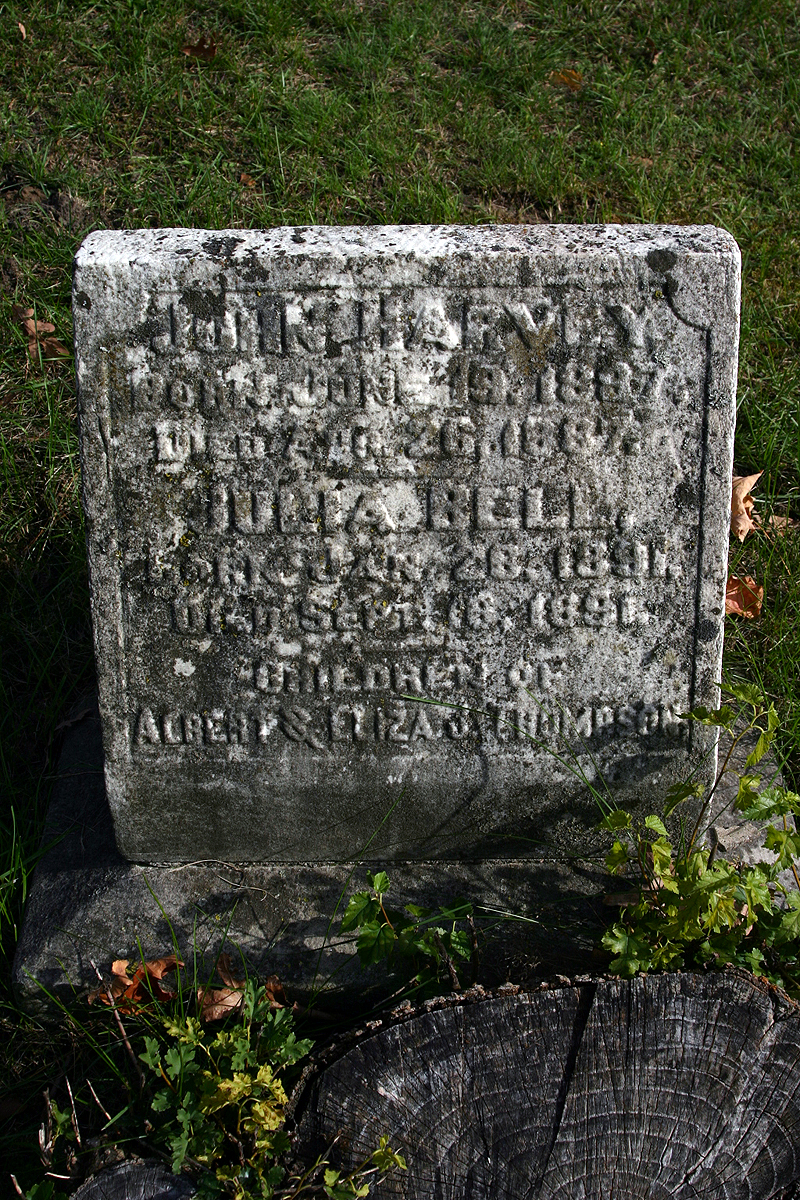 JOHN HARVEY.
BORN JUNE 19, 1887.
DIED AUG. 26, 1887.
JULIA BELL.
BORN JAN. 28, 1891.
DIED SEPT. 18, 1891.
CHILDREN OF
ALBERT & ELIZA J. THOMPSON.